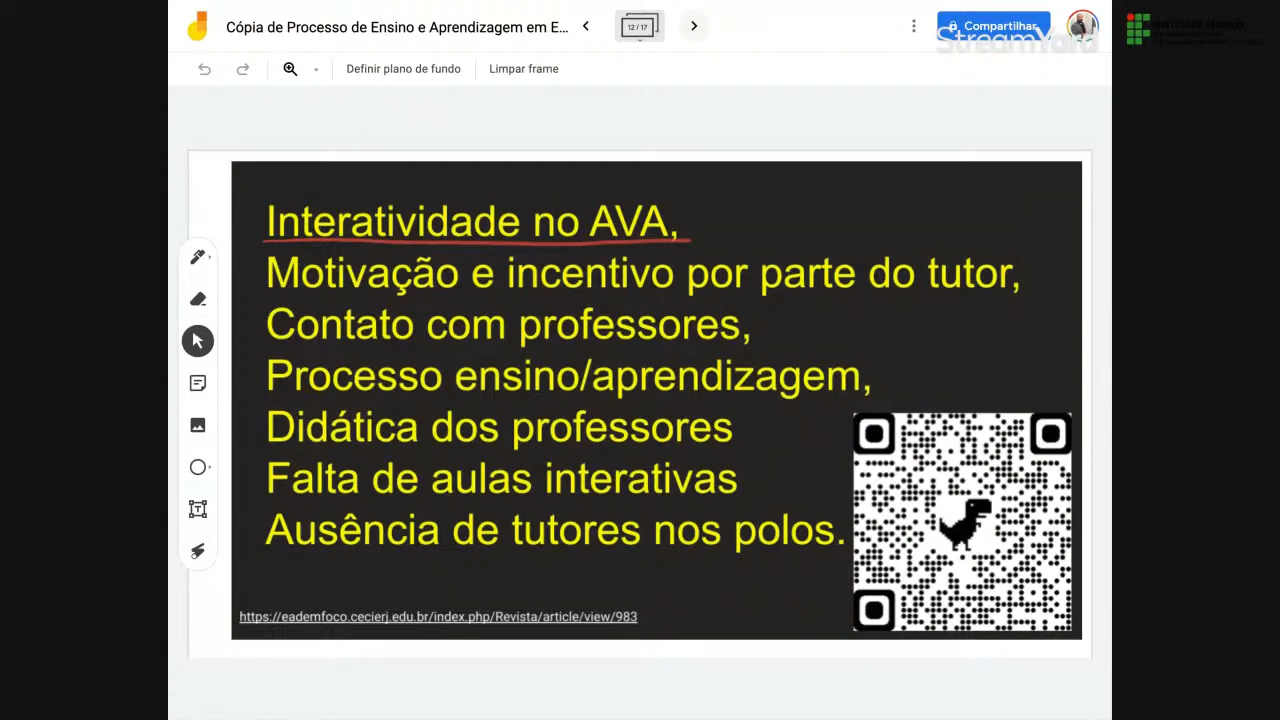 Cópia de Processo de Ensino e Aprendizagem em E...
12 / 17
Compartilhar
StreamYard
Definir plano de fundo
Limpar frame
Interatividade no AVA,
Motivação e incentivo por parte do tutor,
Contato com professores,
Processo ensino/aprendizagem,
Didática dos professores
Falta de aulas interativas
Ausência de tutores nos polos.
https://eademfoco.cecierj.edu.br/index.php/Revista/article/view/983